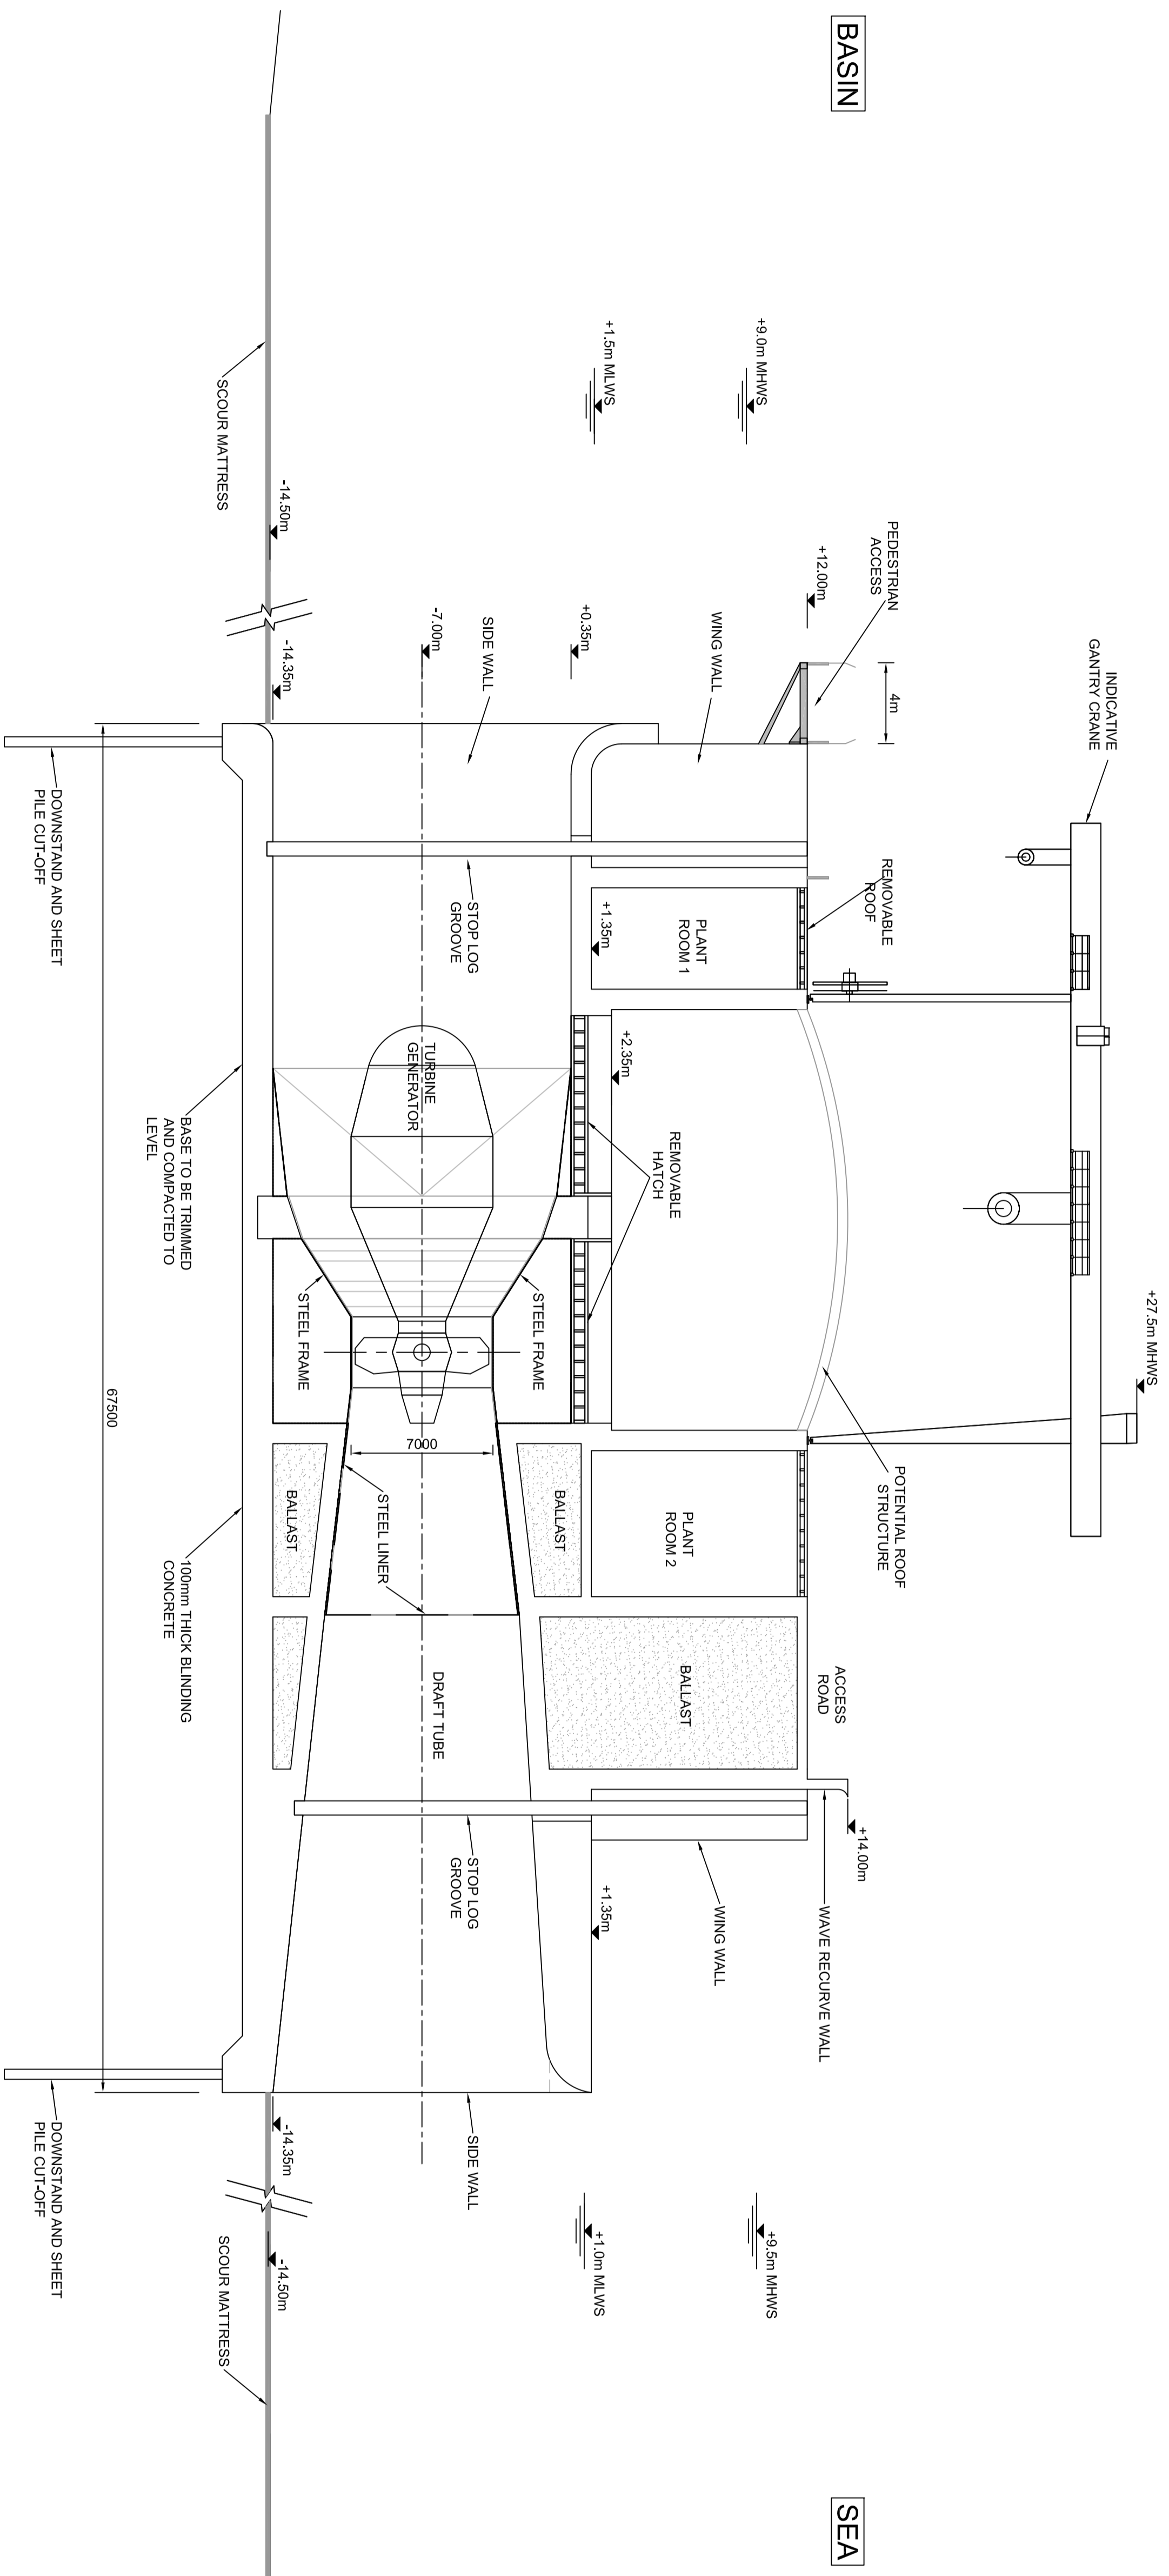 BASIN
SEA
INDICATIVE
GANTRY CRANE
+27.5m MHWS
PEDESTRIAN
ACCESS
4m
+12.00m
REMOVABLE
ROOF
POTENTIAL ROOF
STRUCTURE
ACCESS
ROAD
+14.00m
WAVE RECURVE WALL
+9.0m MHWS
+9.5m MHWS
WING WALL
PLANT
ROOM 1
REMOVABLE
HATCH
PLANT
ROOM 2
BALLAST
WING WALL
+1.5m MLWS
+0.35m
+1.35m
+2.35m
+1.35m
+1.0m MLWS
SIDE WALL
STOP LOG
GROOVE
STEEL FRAME
BALLAST
STOP LOG
GROOVE
SIDE WALL
-7.00m
TURBINE
GENERATOR
7000
DRAFT TUBE
STEEL LINER
-14.50m
-14.35m
STEEL FRAME
BALLAST
-14.35m
-14.50m
SCOUR MATTRESS
SCOUR MATTRESS
BASE TO BE TRIMMED
AND COMPACTED TO
LEVEL
100mm THICK BLINDING
CONCRETE
67500
DOWNSTAND AND SHEET
PILE CUT-OFF
DOWNSTAND AND SHEET
PILE CUT-OFF